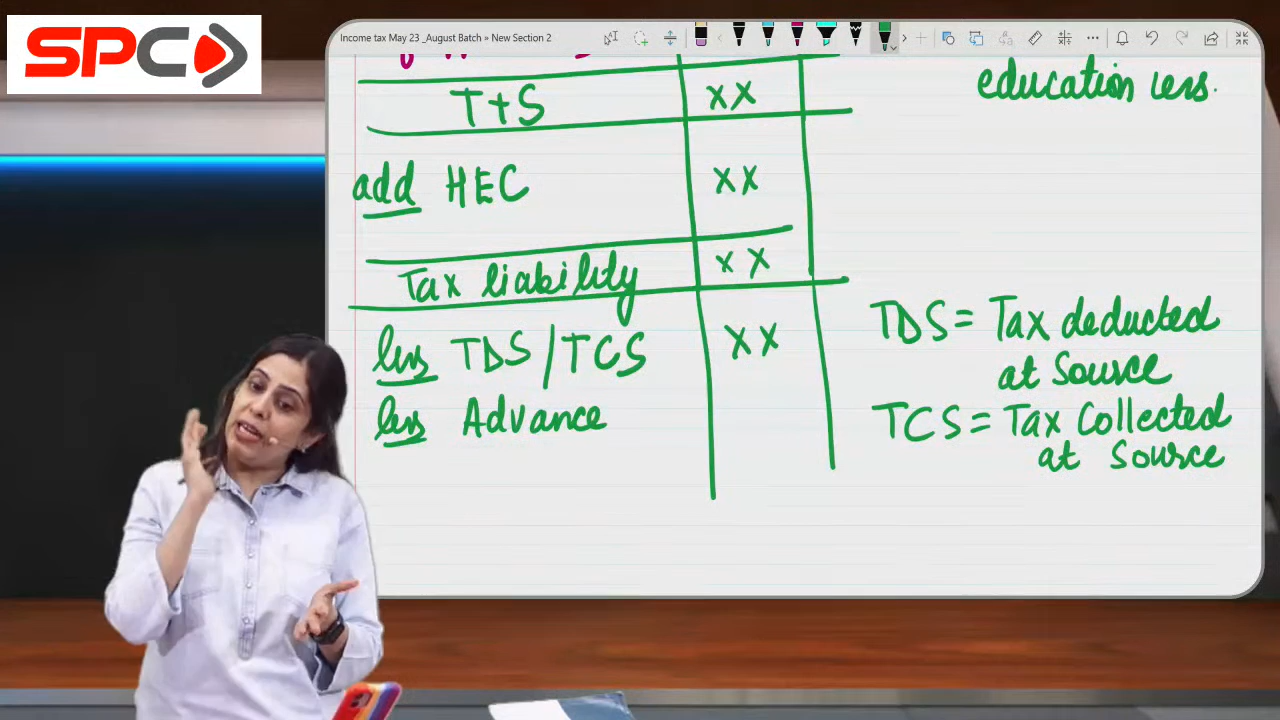 SPC
Income tax May 23 _August Batch » New Section 2
education cess.
T+S XX
add HEC XX
Tax liability XX
less TDS/TCS XX
less Advance
TDS = Tax deducted
at Source
TCS = Tax Collected
at Source